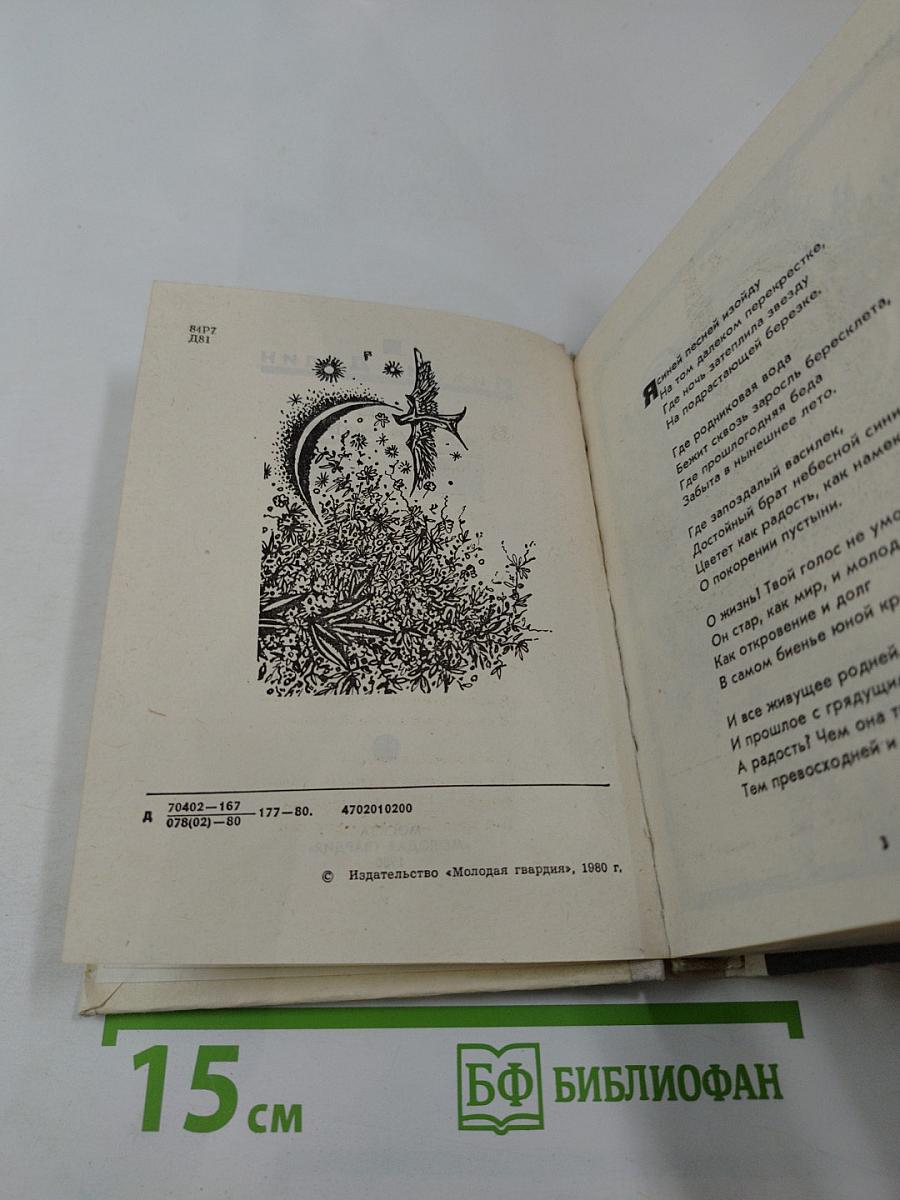 84Р7
Д81
Д 70402—167
078(02)—80 —177—80. 4702010200
© Издательство «Молодая гвардия», 1980 г.
Я синей песней изойду
На том далеком перекрестке,
Где ночь затеплила звезду
На подрастающей березке.
Где родниковая вода
Бежит сквозь заросль бересклета,
Где прошлогодняя беда
Забыта в нынешнее лето.
Где запоздалый василек,
Достойный брат небесной сини
Цветет как радость, как намек
О покорении пустыни.
О жизнь! Твой голос не умо
Он стар, как мир, и молод
Как откровение и долг
В самом биенье юной кр
И все живущее родней
И прошлое с грядущи
А радость? Чем она т
Тем превосходней и
3
15 см
БФ БИБЛИОФАН